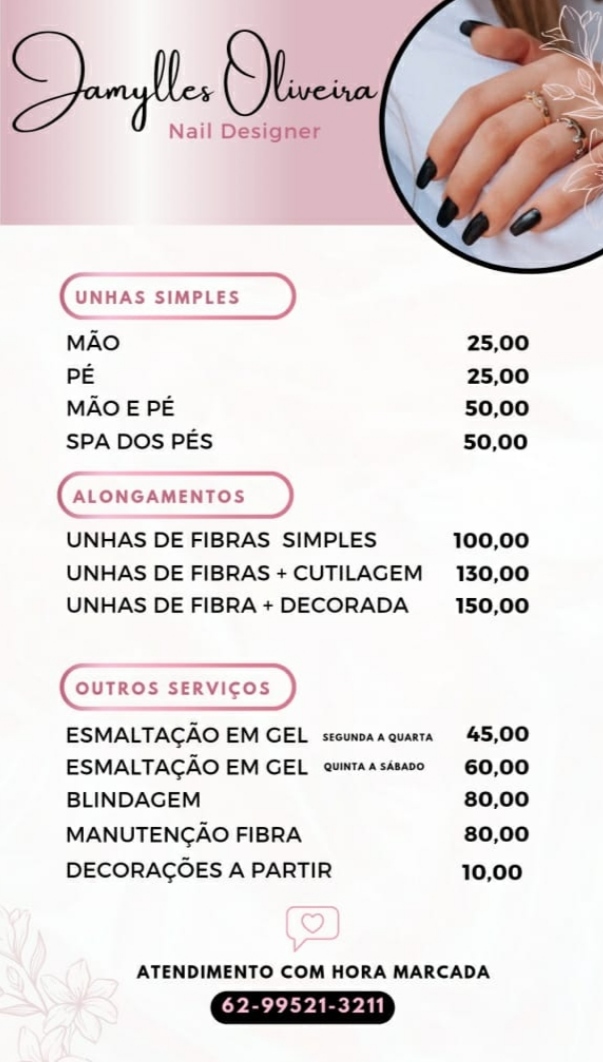 Jamylles Oliveira
Nail Designer
UNHAS SIMPLES
MÃO 25,00
PÉ 25,00
MÃO E PÉ 50,00
SPA DOS PÉS 50,00
ALONGAMENTOS
UNHAS DE FIBRAS SIMPLES 100,00
UNHAS DE FIBRAS + CUTILAGEM 130,00
UNHAS DE FIBRA + DECORADA 150,00
OUTROS SERVIÇOS
ESMALTAÇÃO EM GEL SEGUNDA A QUARTA 45,00
ESMALTAÇÃO EM GEL QUINTA A SÁBADO 60,00
BLINDAGEM 80,00
MANUTENÇÃO FIBRA 80,00
DECORAÇÕES A PARTIR 10,00
ATENDIMENTO COM HORA MARCADA
62-99521-3211